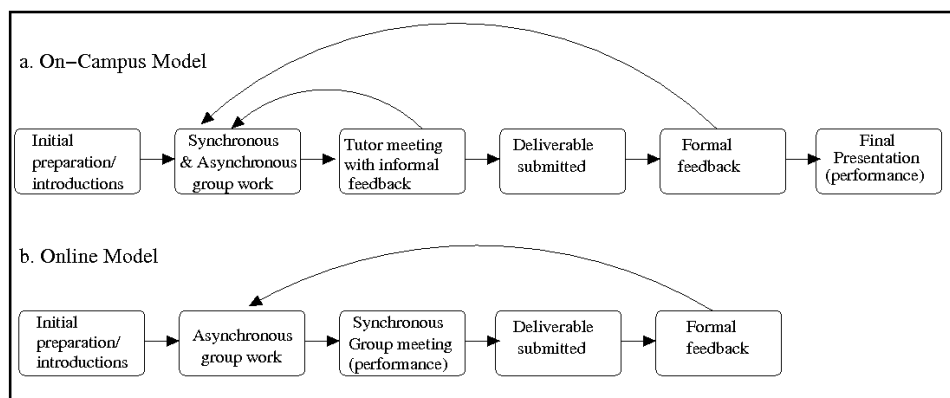 a. On-Campus Model
Initial
preparation/
introductions
Synchronous
& Asynchronous
group work
Tutor meeting
with informal
feedback
Deliverable
submitted
Formal
feedback
Final
Presentation
(performance)
b. Online Model
Initial
preparation/
introductions
Asynchronous
group work
Synchronous
Group meeting
(performance)
Deliverable
submitted
Formal
feedback